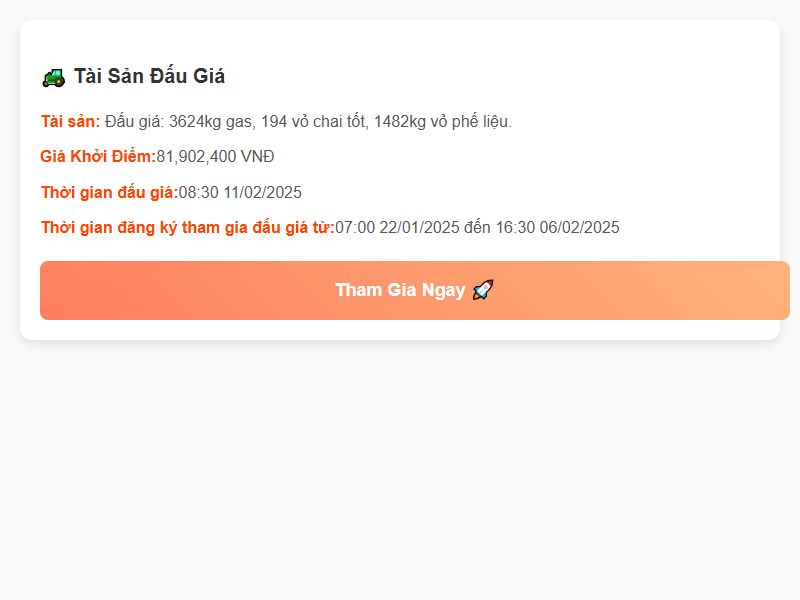 🚜 Tài Sản Đấu Giá
Tài sản: Đấu giá: 3624kg gas, 194 vỏ chai tốt, 1482kg vỏ phế liệu.
Giá Khởi Điểm:81,902,400 VNĐ
Thời gian đấu giá:08:30 11/02/2025
Thời gian đăng ký tham gia đấu giá từ:07:00 22/01/2025 đến 16:30 06/02/2025
Tham Gia Ngay 🚀